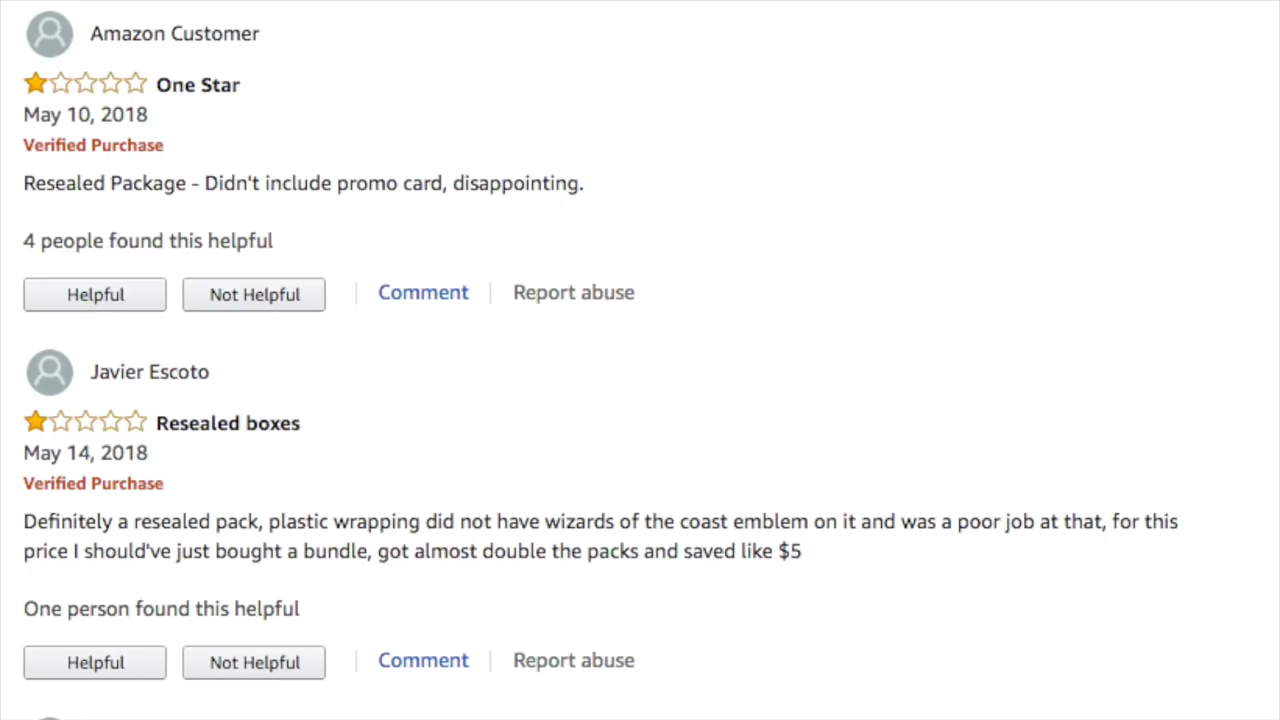 Amazon Customer
One Star
May 10, 2018
Verified Purchase
Resealed Package - Didn't include promo card, disappointing.
4 people found this helpful
Helpful Not Helpful Comment Report abuse
Javier Escoto
Resealed boxes
May 14, 2018
Verified Purchase
Definitely a resealed pack, plastic wrapping did not have wizards of the coast emblem on it and was a poor job at that, for this
price I should've just bought a bundle, got almost double the packs and saved like $5
One person found this helpful
Helpful Not Helpful Comment Report abuse